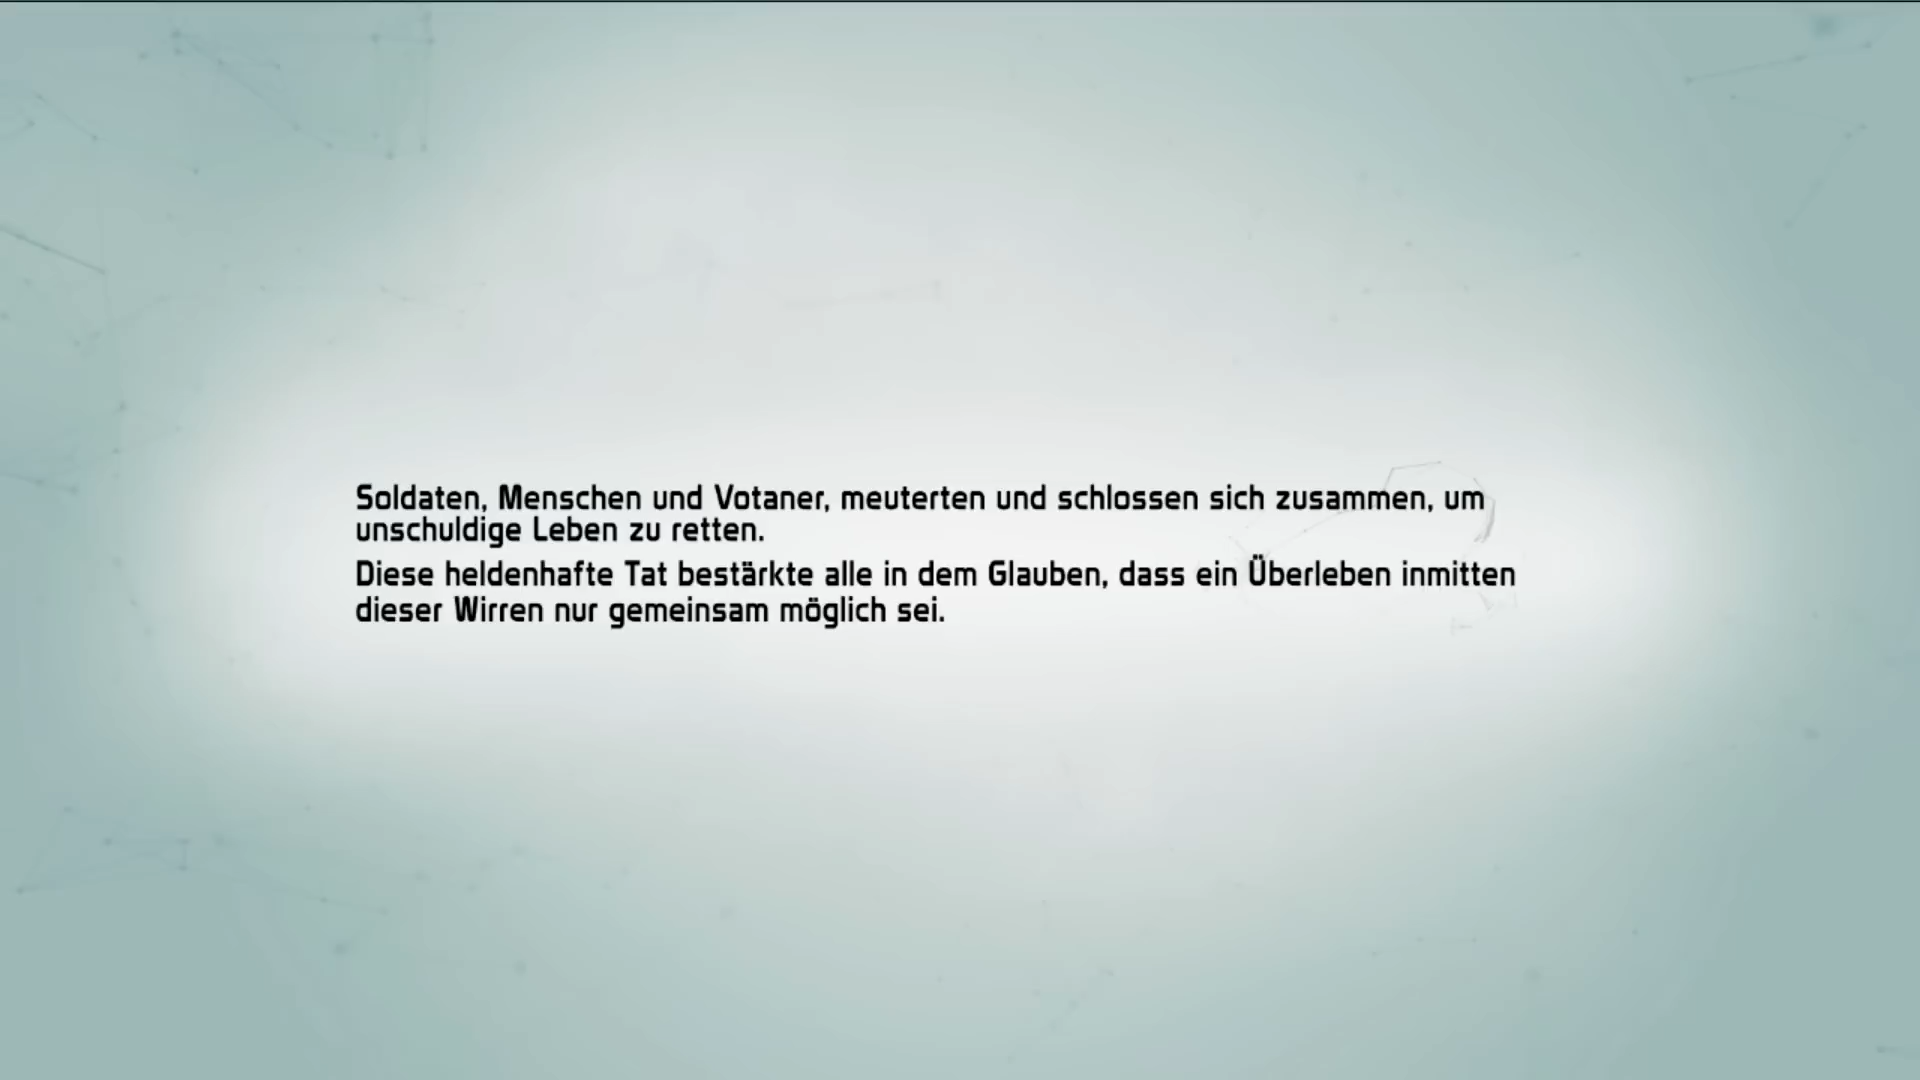 Soldaten, Menschen und Votaner, meuterten und schlossen sich zusammen, um
unschuldige Leben zu retten.
Diese heldenhafte Tat bestärkte alle in dem Glauben, dass ein Überleben inmitten
dieser Wirren nur gemeinsam möglich sei.